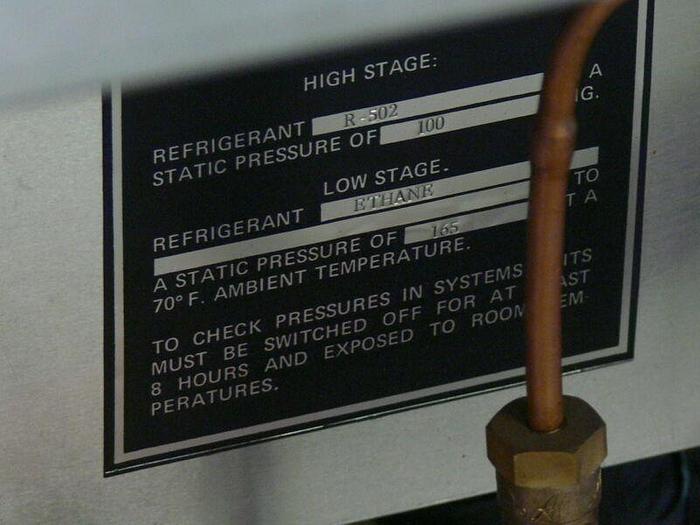 HIGH STAGE:
REFRIGERANT R-502 A
STATIC PRESSURE OF 100 IG.
LOW STAGE.
REFRIGERANT ETHANE TO
T A
A STATIC PRESSURE OF 165
70° F. AMBIENT TEMPERATURE.
TO CHECK PRESSURES IN SYSTEMS ITS
MUST BE SWITCHED OFF FOR AT AST
8 HOURS AND EXPOSED TO ROOM EM-
PERATURES.